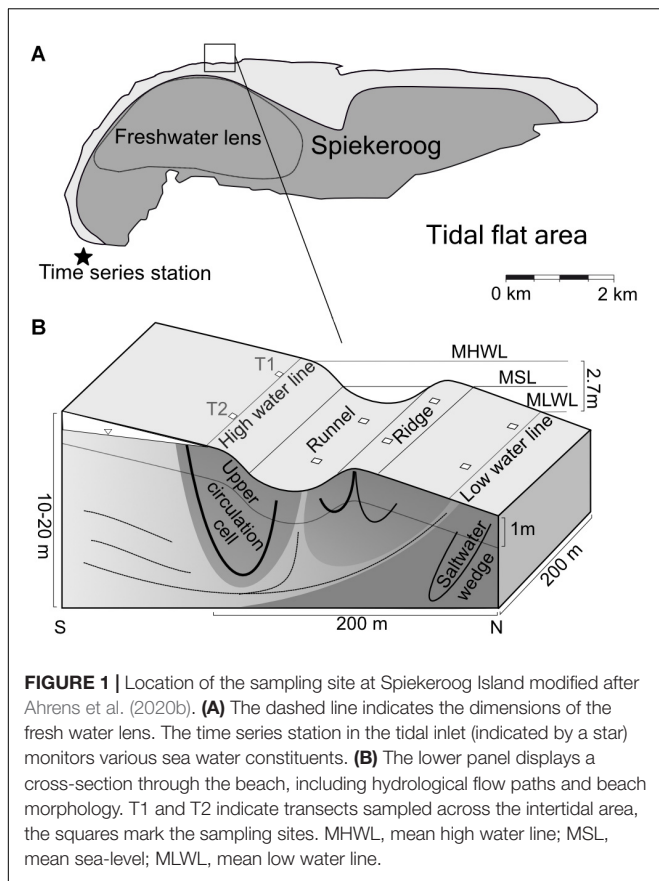 A
Freshwater lens
Spiekeroog
Tidal flat area
Time series station
0 km
2 km
B
MHWL
T1
MSL
2.7m
MLWL
T2
High water line
Runnel
Ridge
Low water line
Upper
circulation
cell
10-20 m
1m
Saltwater
wedge
200 m
200 m
S
N
FIGURE 1 | Location of the sampling site at Spiekeroog Island modified after
Ahrens et al. (2020b). (A) The dashed line indicates the dimensions of the
fresh water lens. The time series station in the tidal inlet (indicated by a star)
monitors various sea water constituents. (B) The lower panel displays a
cross-section through the beach, including hydrological flow paths and beach
morphology. T1 and T2 indicate transects sampled across the intertidal area,
the squares mark the sampling sites. MHWL, mean high water line; MSL,
mean sea-level; MLWL, mean low water line.